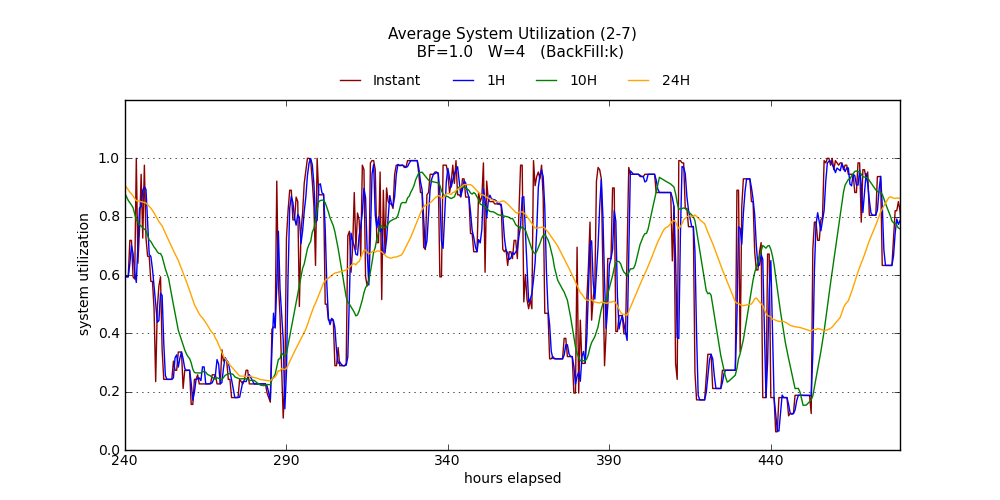 Average System Utilization (2-7)
BF=1.0 W=4 (BackFill:k)
Instant 1H 10H 24H
1.0
0.8
0.6
0.4
0.2
0.0
system utilization
240 290 340 390 440
hours elapsed